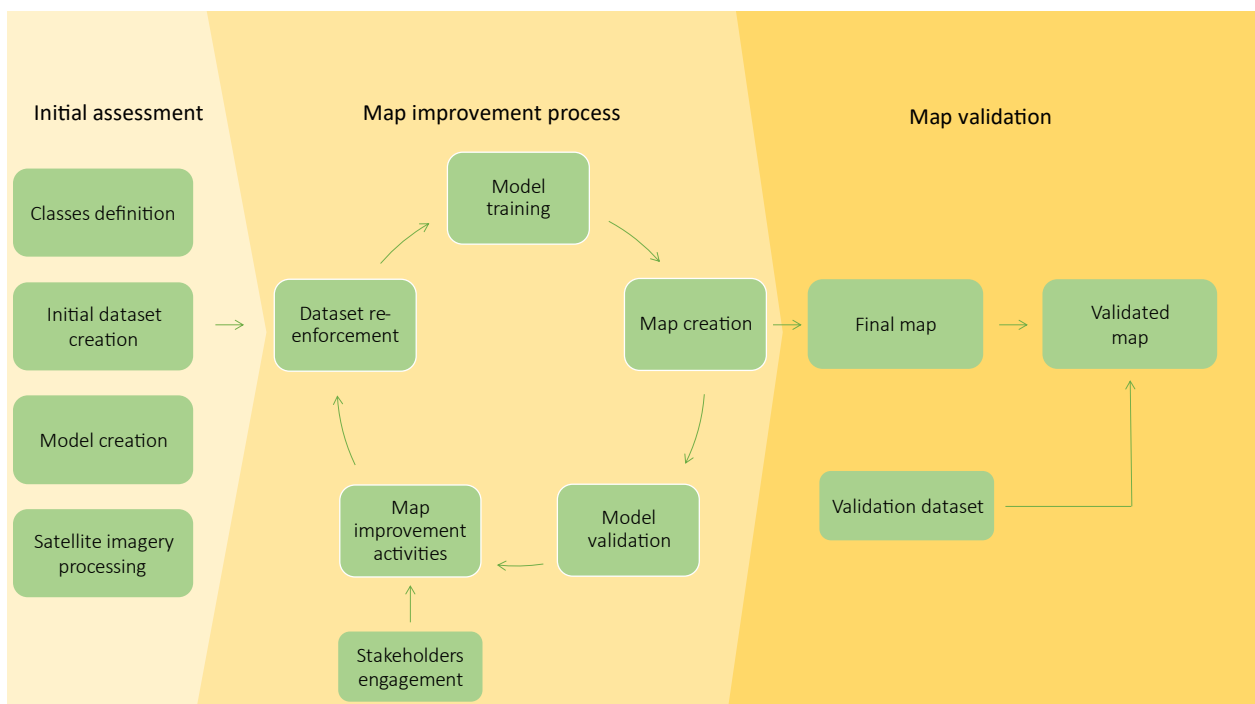 Initial assessment
Classes definition
Initial dataset
creation
Model creation
Satellite imagery
processing
Map improvement process
Model
training
Dataset re-
enforcement
Map creation
Map
improvement
activities
Model
validation
Stakeholders
engagement
Map validation
Final map
Validated
map
Validation dataset